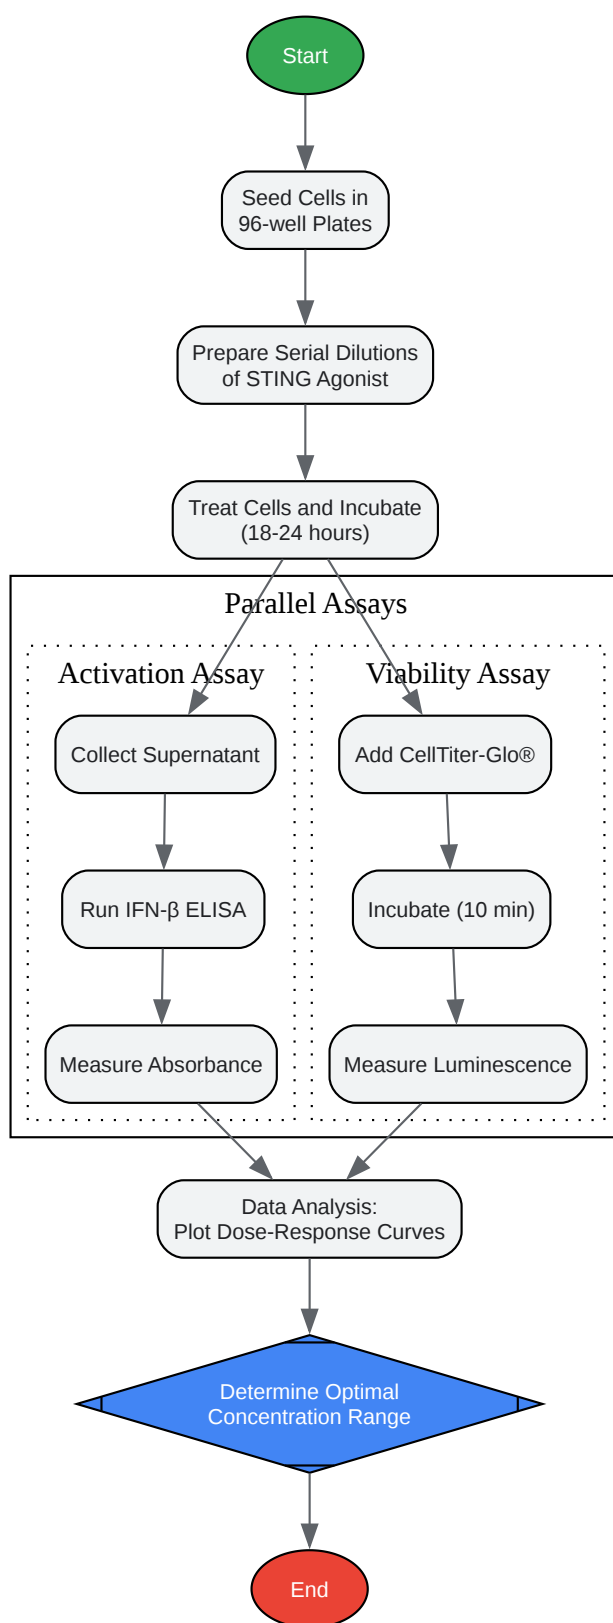 Start
Seed Cells in
96-well Plates
Prepare Serial Dilutions
of STING Agonist
Treat Cells and Incubate
(18-24 hours)
Parallel Assays
Activation Assay
Collect Supernatant
Run IFN-β ELISA
Measure Absorbance
Viability Assay
Add CellTiter-Glo®
Incubate (10 min)
Measure Luminescence
Data Analysis:
Plot Dose-Response Curves
Determine Optimal
Concentration Range
End